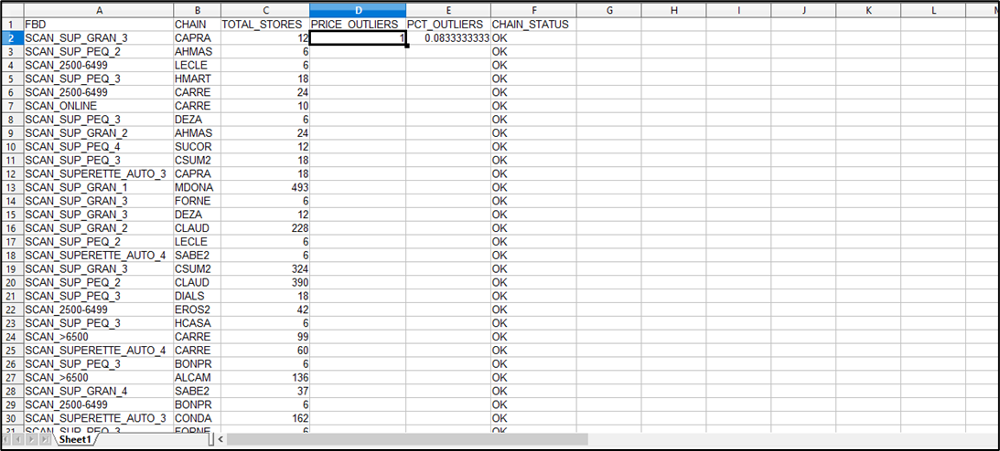 A B C D E F G H I J K L
1 FBD CHAIN TOTAL_STORES PRICE_OUTLIERS PCT_OUTLIERS CHAIN_STATUS
2 SCAN_SUP_GRAN_3 CAPRA 12 1 0.0833333333 OK
3 SCAN_SUP_PEQ_2 AHMAS 6 OK
4 SCAN_2500-6499 LECLE 6 OK
5 SCAN_SUP_PEQ_3 HMART 18 OK
6 SCAN_2500-6499 CARRE 24 OK
7 SCAN_ONLINE CARRE 10 OK
8 SCAN_SUP_PEQ_3 DEZA 6 OK
9 SCAN_SUP_GRAN_2 AHMAS 24 OK
10 SCAN_SUP_PEQ_4 SUCOR 12 OK
11 SCAN_SUP_PEQ_3 CSUM2 18 OK
12 SCAN_SUPERETTE_AUTO_3 CAPRA 18 OK
13 SCAN_SUP_GRAN_1 MDONA 493 OK
14 SCAN_SUP_GRAN_3 FORNE 6 OK
15 SCAN_SUP_GRAN_3 DEZA 12 OK
16 SCAN_SUP_GRAN_2 CLAUD 228 OK
17 SCAN_SUP_PEQ_2 LECLE 6 OK
18 SCAN_SUPERETTE_AUTO_4 SABE2 6 OK
19 SCAN_SUP_GRAN_3 CSUM2 324 OK
20 SCAN_SUP_PEQ_2 CLAUD 390 OK
21 SCAN_SUP_PEQ_3 DIALS 18 OK
22 SCAN_2500-6499 EROS2 42 OK
23 SCAN_SUP_PEQ_3 HCASA 6 OK
24 SCAN_>6500 CARRE 99 OK
25 SCAN_SUPERETTE_AUTO_4 CARRE 60 OK
26 SCAN_SUP_PEQ_3 BONPR 6 OK
27 SCAN_>6500 ALCAM 136 OK
28 SCAN_SUP_GRAN_4 SABE2 37 OK
29 SCAN_2500-6499 BONPR 6 OK
30 SCAN_SUPERETTE_AUTO_3 CONDA 162 OK
31 SCAN_SUP_PEQ_3 FORNE 6 OK
Sheet1